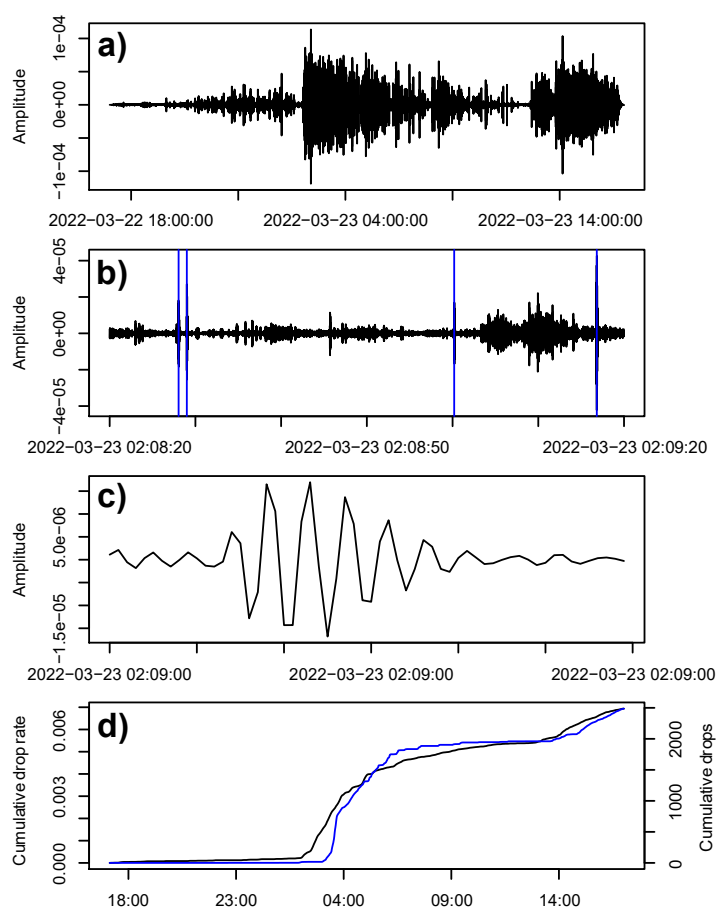 a)
Amplitude
1e−04
0e+00
−1e−04
2022−03−22 18:00:00 2022−03−23 04:00:00 2022−03−23 14:00:00
b)
Amplitude
4e−05
0e+00
−4e−05
2022−03−23 02:08:20 2022−03−23 02:08:50 2022−03−23 02:09:20
c)
Amplitude
5.0e−06
−1.5e−05
2022−03−23 02:09:00 2022−03−23 02:09:00 2022−03−23 02:09:00
d)
Cumulative drop rate
0.006
0.003
0.000
2000
1000
0
Cumulative drops
18:00 23:00 04:00 09:00 14:00